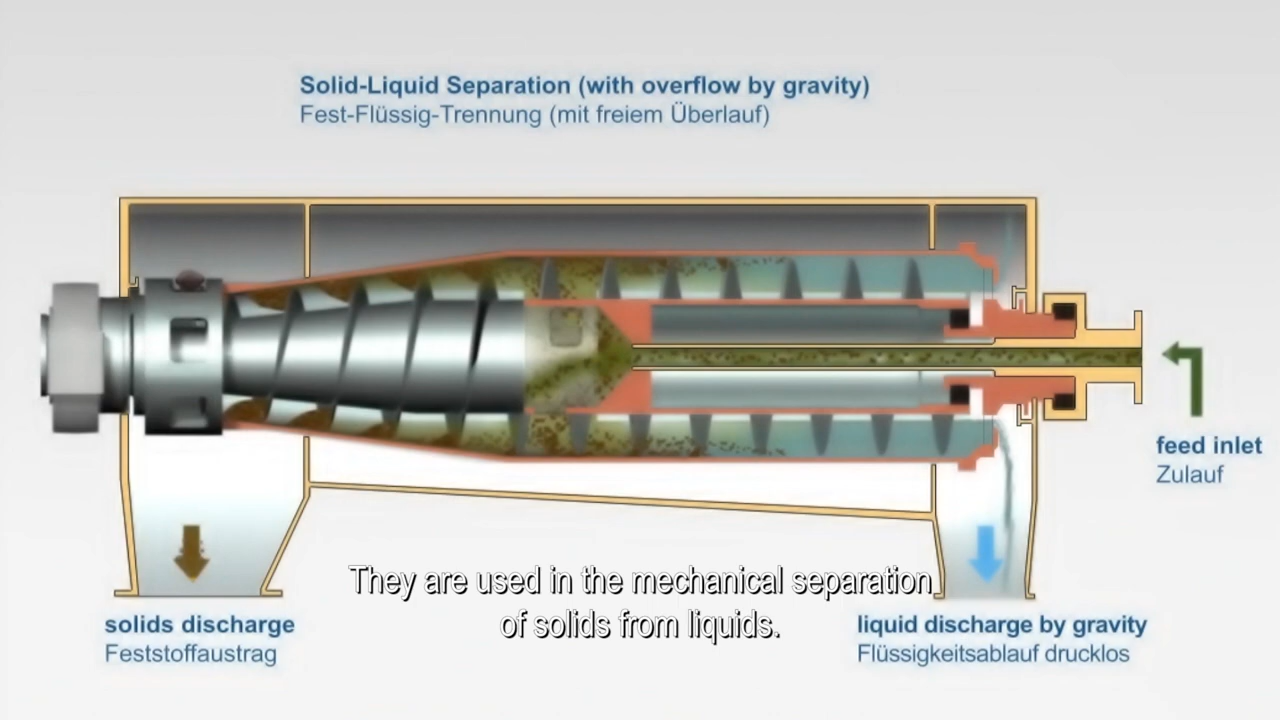 Solid-Liquid Separation (with overflow by gravity)
Fest-Flüssig-Trennung (mit freiem Überlauf)
feed inlet
Zulauf
They are used in the mechanical separation
of solids from liquids.
solids discharge
Feststoffaustrag
liquid discharge by gravity
Flüssigkeitsablauf drucklos